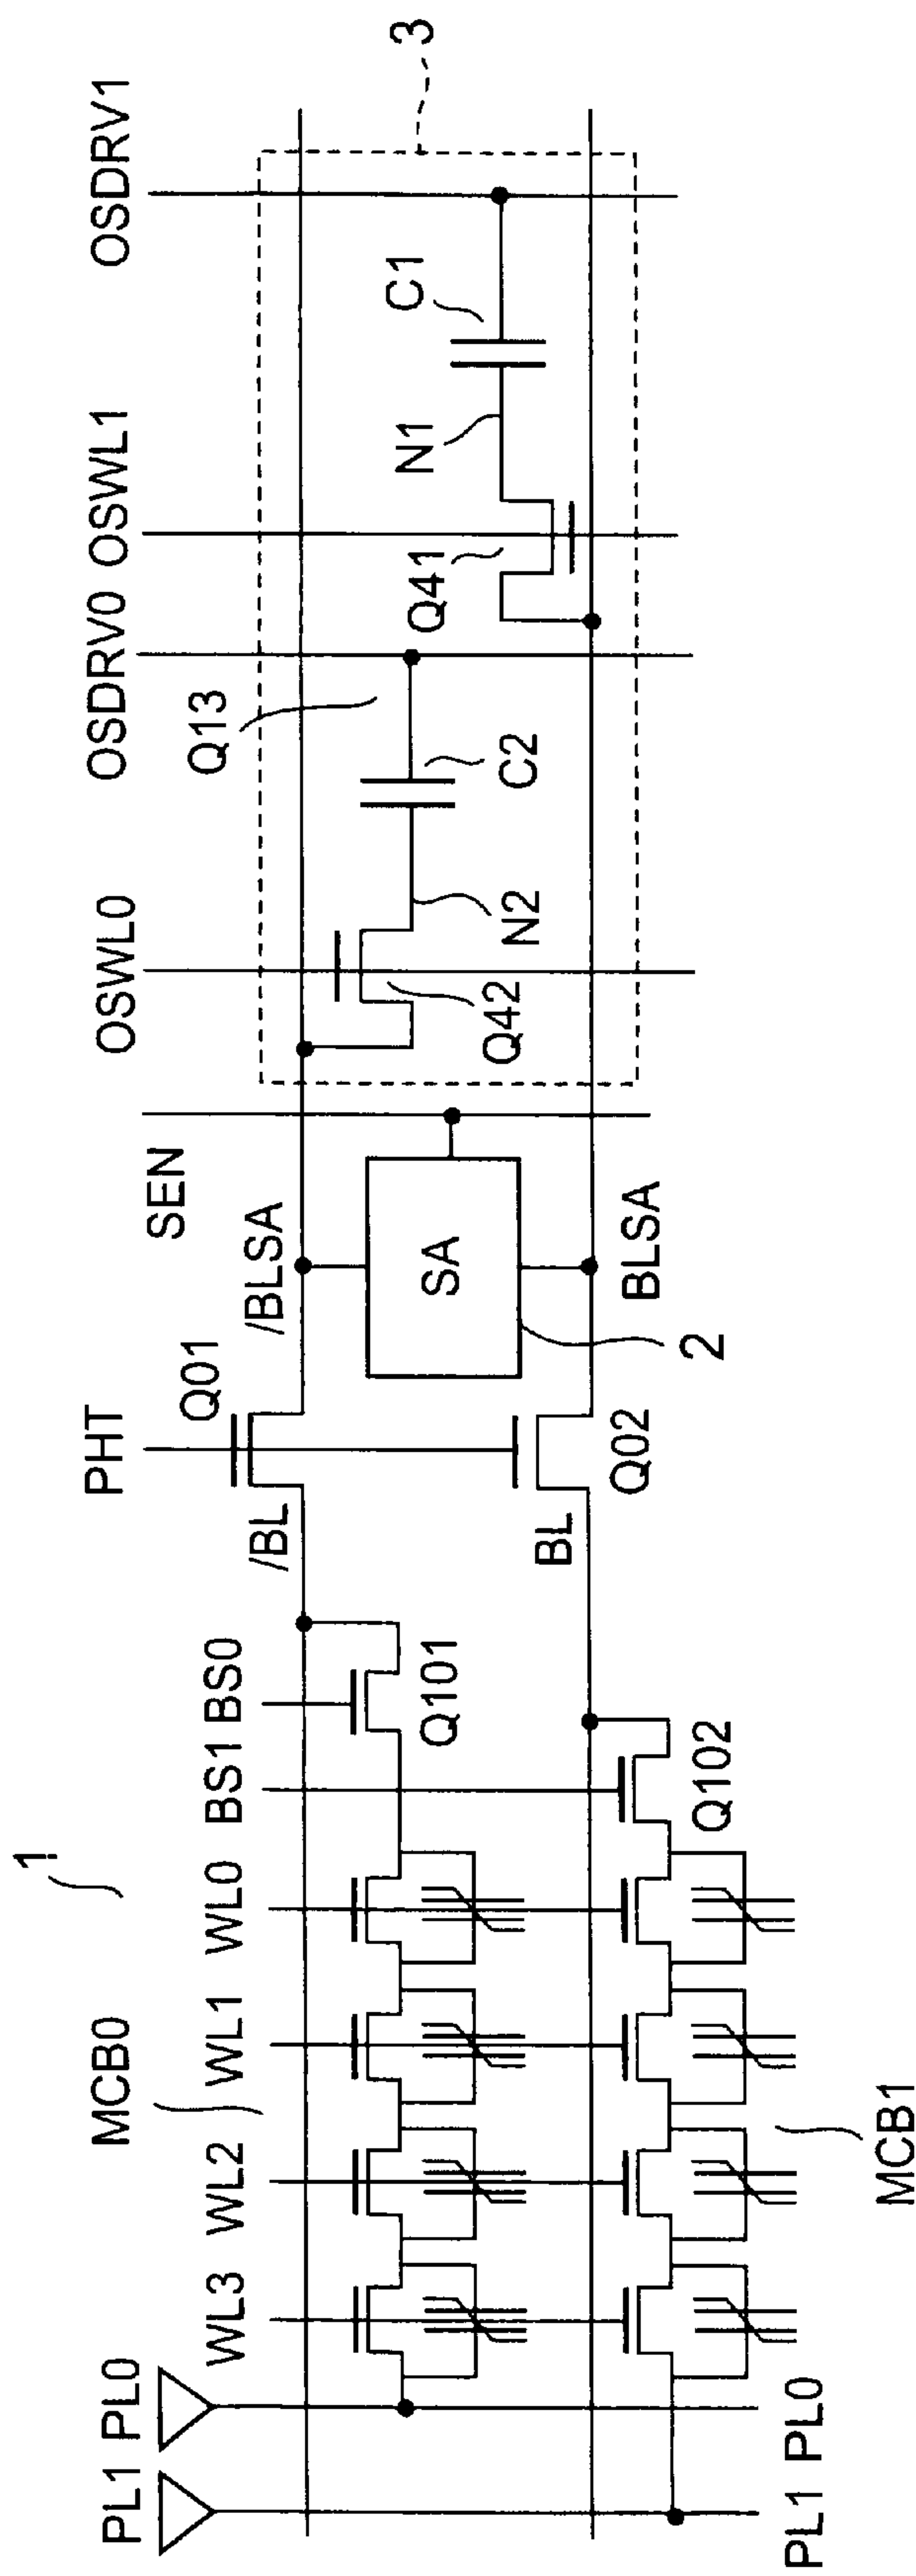 1
MCB0
PL1 PL0 WL3 WL2 WL1 WL0 BS1 BS0
PHT
SEN
OSWL0
OSDRV0 OSWL1
OSDRV1
/BL
Q01
/BLSA
Q13
3
Q101
BL
SA
Q42
N2
C2
Q41
N1
C1
Q102
Q02
2
BLSA
PL1 PL0
MCB1